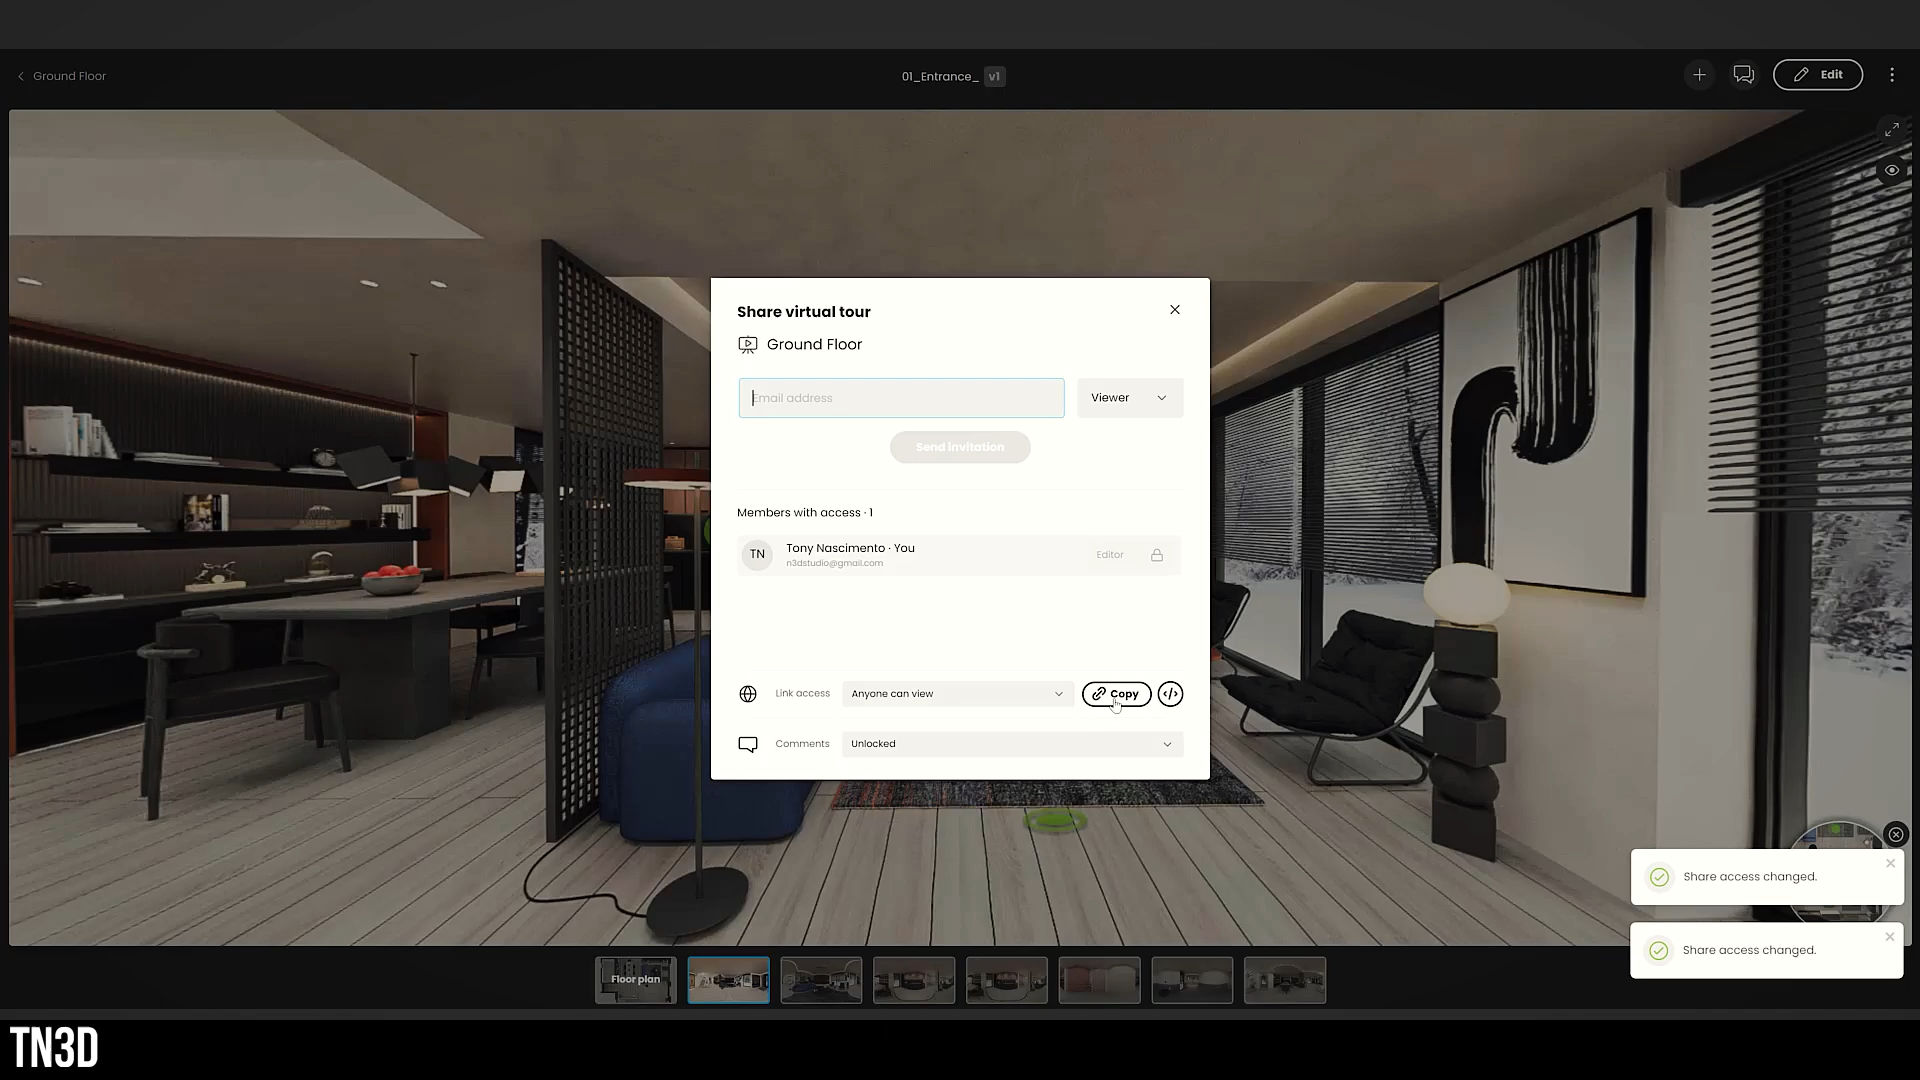 Ground Floor
01_Entrance_ v1
Edit
Share virtual tour
Ground Floor
Email address
Viewer
Send invitation
Members with access · 1
TN
Tony Nascimento · You
n3dstudio@gmail.com
Editor
Link access
Anyone can view
Copy
Comments
Unlocked
Share access changed.
Share access changed.
Floor plan
TN3D